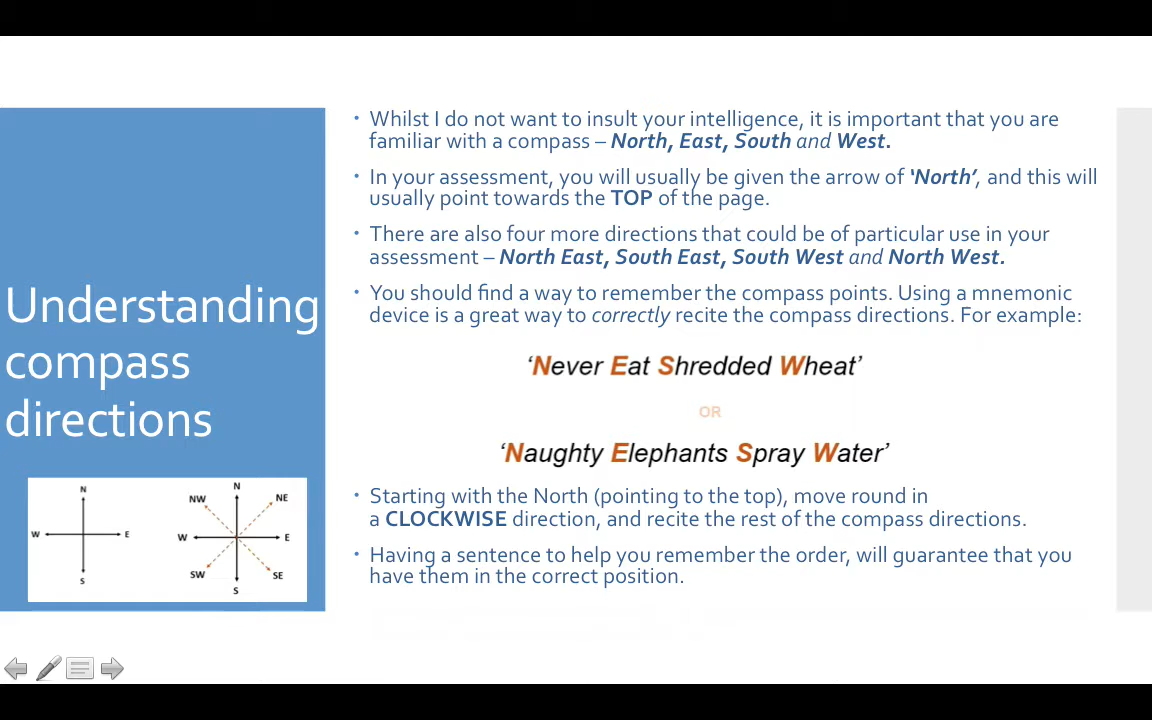 Understanding
compass
directions
N
W
E
S
N
NW
NE
W
E
SW
SE
S
• Whilst I do not want to insult your intelligence, it is important that you are
familiar with a compass – North, East, South and West.
• In your assessment, you will usually be given the arrow of ‘North’, and this will
usually point towards the TOP of the page.
• There are also four more directions that could be of particular use in your
assessment – North East, South East, South West and North West.
• You should find a way to remember the compass points. Using a mnemonic
device is a great way to correctly recite the compass directions. For example:
‘Never Eat Shredded Wheat’
OR
‘Naughty Elephants Spray Water’
• Starting with the North (pointing to the top), move round in
a CLOCKWISE direction, and recite the rest of the compass directions.
• Having a sentence to help you remember the order, will guarantee that you
have them in the correct position.